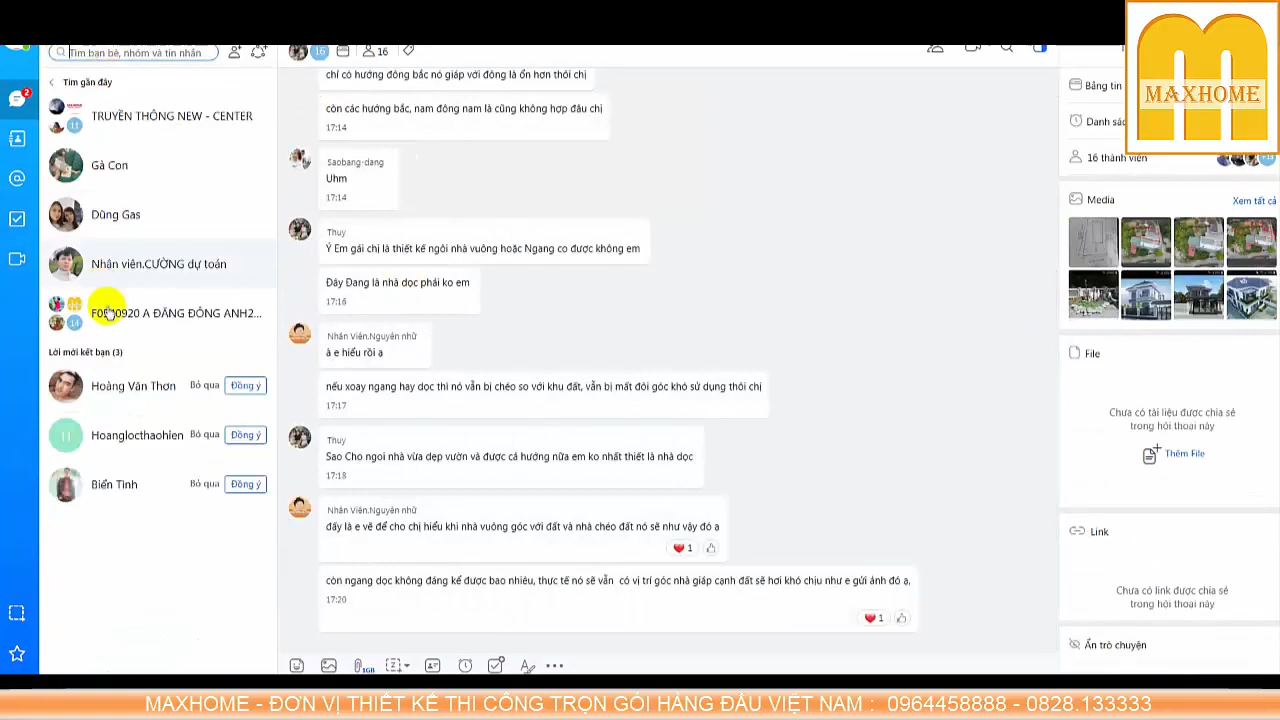 MAXHOME
2
Tìm bạn bè, nhóm và tin nhắn
Tìm gần đây
11
TRUYỀN THÔNG NEW - CENTER
Gà Con
Dũng Gas
Nhân viên.CƯỜNG dự toán
14
A ĐĂNG ĐÔNG ANH2...
Lời mời kết bạn (3)
Hoàng Văn Thơn Bỏ qua Đồng ý
H
Hoanglocthaohien Bỏ qua Đồng ý
Biển Tình Bỏ qua Đồng ý
16
16
chỉ có hướng đông bắc nó giáp với đông là ổn hơn thôi chị
còn các hướng bắc, nam đông nam là cũng không hợp đâu chị
17:14
Saobang-dang
Uhm
17:14
Thuy
Ý Em gái chị là thiết kế ngôi nhà vuông hoặc Ngang co được không em
Đây Dang là nhà dọc phải ko em
17:16
Nhân Viên.Nguyên nhữ
à e hiểu rồi ạ
nếu xoay ngang hay dọc thì nó vẫn bị chéo so với khu đất, vẫn bị mất đôi góc khó sử dụng thôi chị
17:17
Thuy
Sao Cho ngoi nhà vừa dẹp vườn và được cả hướng nữa em ko nhất thiết là nhà dọc
17:18
Nhân Viên.Nguyên nhữ
đấy là e vẽ để cho chị hiểu khi nhà vuông góc với đất và nhà chéo đất nó sẽ như vậy đó ạ
1
còn ngang dọc không đáng kể được bao nhiêu, thực tế nó sẽ vẫn có vị trí góc nhà giáp cạnh đất sẽ hơi khó chịu như e gửi ảnh đó ạ.
17:20
1
1GB
Bảng tin
Danh sác
16 thành viên
+13
Media
Xem tất cả
File
Chưa có tài liệu được chia sẻ
trong hội thoại này
Thêm File
Link
Chưa có link được chia sẻ
trong hội thoại này
Ẩn trò chuyện
MAXHOME - ĐƠN VỊ THIẾT KẾ THI CÔNG TRỌN GÓI HÀNG ĐẦU VIỆT NAM : 0964458888 - 0828.133333